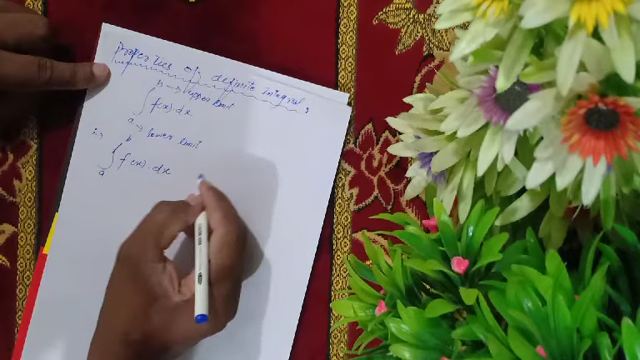 Properties of definite integral:
b → upper limit
∫ f(x) dx
a → lower limit
i, b
∫ f(x). dx
a